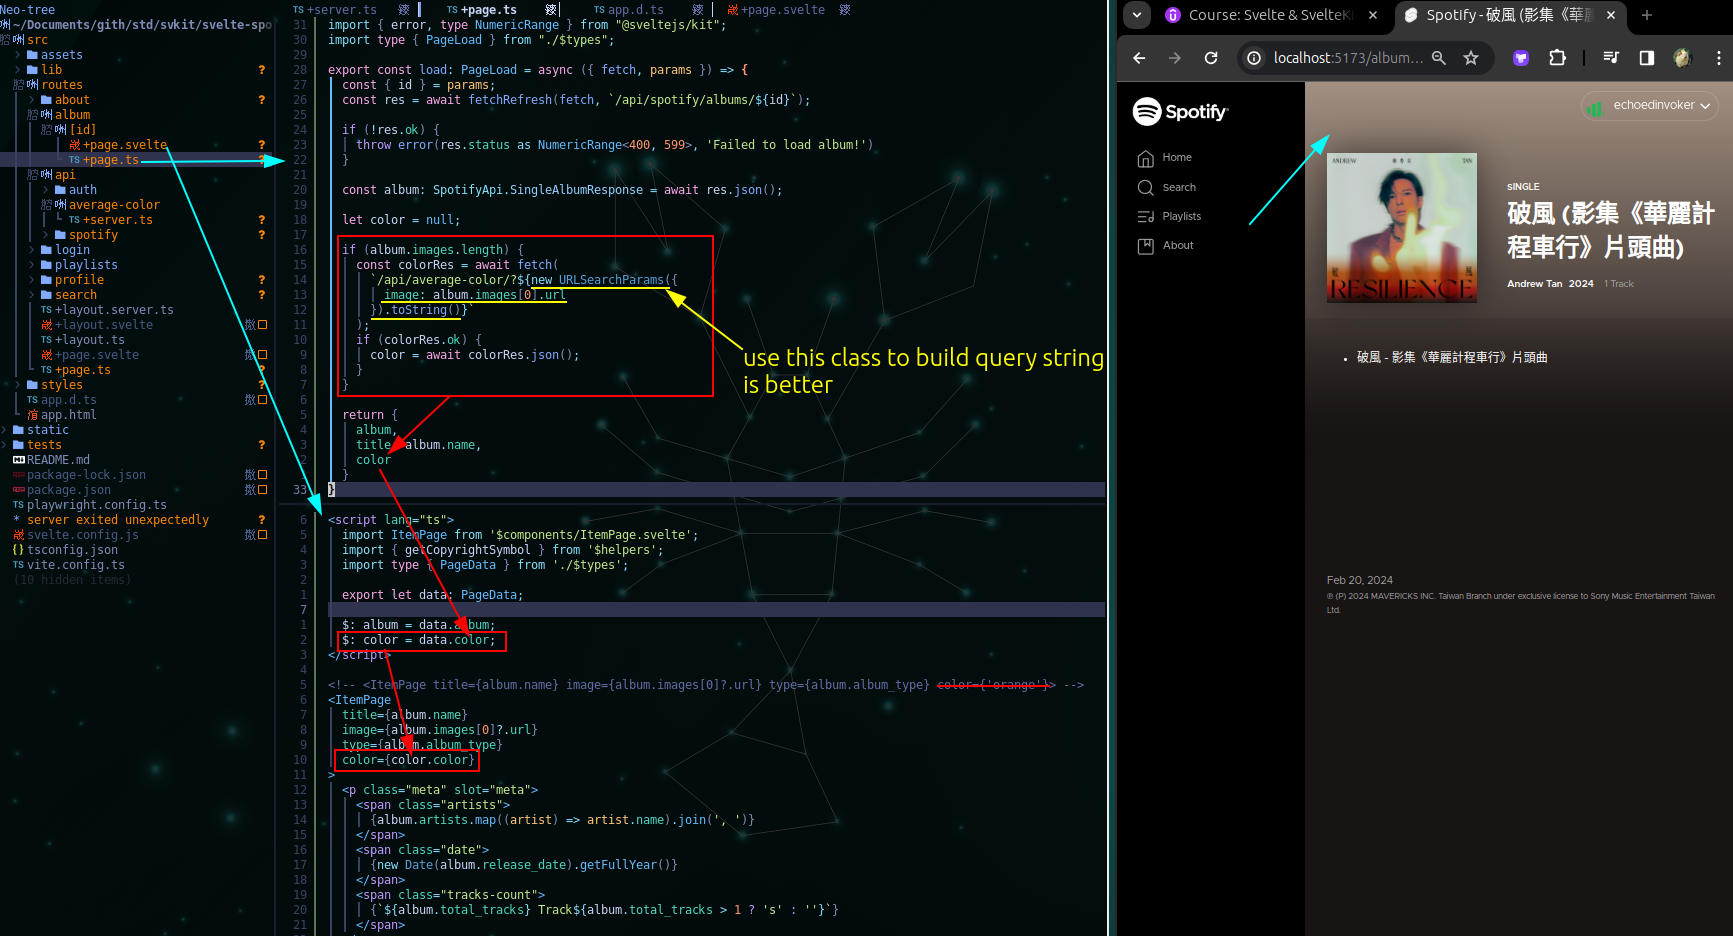 Neo-tree
~/Documents/gith/std/svkit/svelte-spo
src
assets
lib ?
routes
about ?
album
[id]
+page.svelte ?
TS +page.ts ?
api
auth
average-color
TS +server.ts ?
spotify ?
login
playlists
profile ?
search ?
TS +layout.server.ts
+layout.svelte
TS +layout.ts
+page.svelte
TS +page.ts ?
styles ?
TS app.d.ts
app.html
static
tests ?
README.md
package-lock.json
package.json
TS playwright.config.ts
* server exited unexpectedly ?
svelte.config.js
{} tsconfig.json
TS vite.config.ts
(10 hidden items)
TS +server.ts TS +page.ts TS app.d.ts +page.svelte
31 import { error, type NumericRange } from "@sveltejs/kit";
30 import type { PageLoad } from "./$types";
29
28 export const load: PageLoad = async ({ fetch, params }) => {
27 const { id } = params;
26 const res = await fetchRefresh(fetch, `/api/spotify/albums/${id}`);
25
24 if (!res.ok) {
23 throw error(res.status as NumericRange<400, 599>, 'Failed to load album!')
22 }
21
20 const album: SpotifyApi.SingleAlbumResponse = await res.json();
19
18 let color = null;
17
16 if (album.images.length) {
15 const colorRes = await fetch(
14 `/api/average-color/?${new URLSearchParams({
13 image: album.images[0].url
12 }).toString()}`
11 );
10 if (colorRes.ok) {
9 color = await colorRes.json();
8 }
7 }
6
5 return {
4 album,
3 title: album.name,
2 color
1 }
33 }
use this class to build query string
is better
6 <script lang="ts">
5 import ItemPage from '$components/ItemPage.svelte';
4 import { getCopyrightSymbol } from '$helpers';
3 import type { PageData } from './$types';
2
1 export let data: PageData;
7
1 $: album = data.album;
2 $: color = data.color;
3 </script>
4
5 <!-- <ItemPage title={album.name} image={album.images[0]?.url} type={album.album_type} color={'orange'}> -->
6 <ItemPage
7 title={album.name}
8 image={album.images[0]?.url}
9 type={album.album_type}
10 color={color.color}
11 >
12 <p class="meta" slot="meta">
13 <span class="artists">
14 {album.artists.map((artist) => artist.name).join(', ')}
15 </span>
16 <span class="date">
17 {new Date(album.release_date).getFullYear()}
18 </span>
19 <span class="tracks-count">
20 {`${album.total_tracks} Track${album.total_tracks > 1 ? 's' : ''}`}
21 </span>
Course: Svelte & SvelteK
Spotify - 破風 (影集《華麗
localhost:5173/album...
Spotify
Home
Search
Playlists
About
echoedinvoker
ANDREW TAN
RESILIENCE
SINGLE
破風 (影集《華麗計
程車行》片頭曲)
Andrew Tan 2024 1 Track
• 破風 - 影集《華麗計程車行》片頭曲
Feb 20, 2024
℗ (P) 2024 MAVERICKS INC. Taiwan Branch under exclusive license to Sony Music Entertainment Taiwan
Ltd.